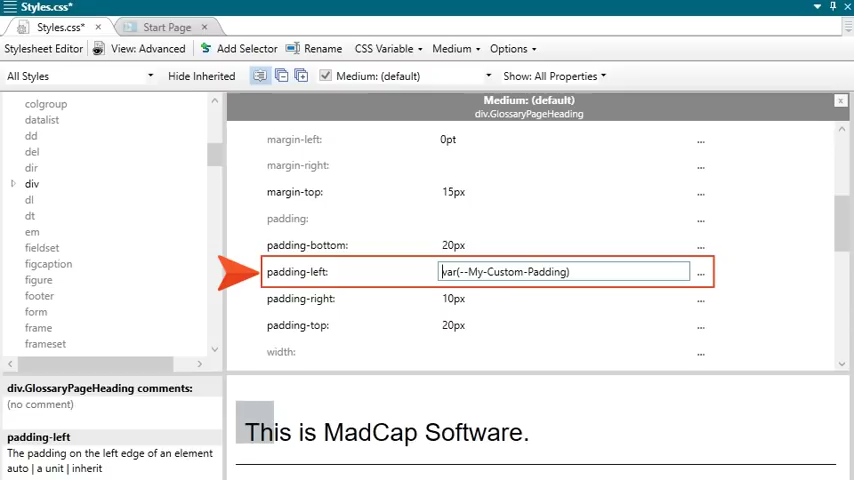 Styles.css*
Styles.css* ×
Start Page ×
Stylesheet Editor View: Advanced Add Selector Rename CSS Variable Medium Options
All Styles Hide Inherited Medium: (default) Show: All Properties
colgroup
datalist
dd
del
dir
div
dl
dt
em
fieldset
figcaption
figure
footer
form
frame
frameset
Medium: (default)
div.GlossaryPageHeading
margin-left: 0pt ...
margin-right: ...
margin-top: 15px ...
padding: ...
padding-bottom: 20px ...
padding-left: var(--My-Custom-Padding) ...
padding-right: 10px ...
padding-top: 20px ...
width: ...
div.GlossaryPageHeading comments:
(no comment)
padding-left
The padding on the left edge of an element
auto | a unit | inherit
This is MadCap Software.